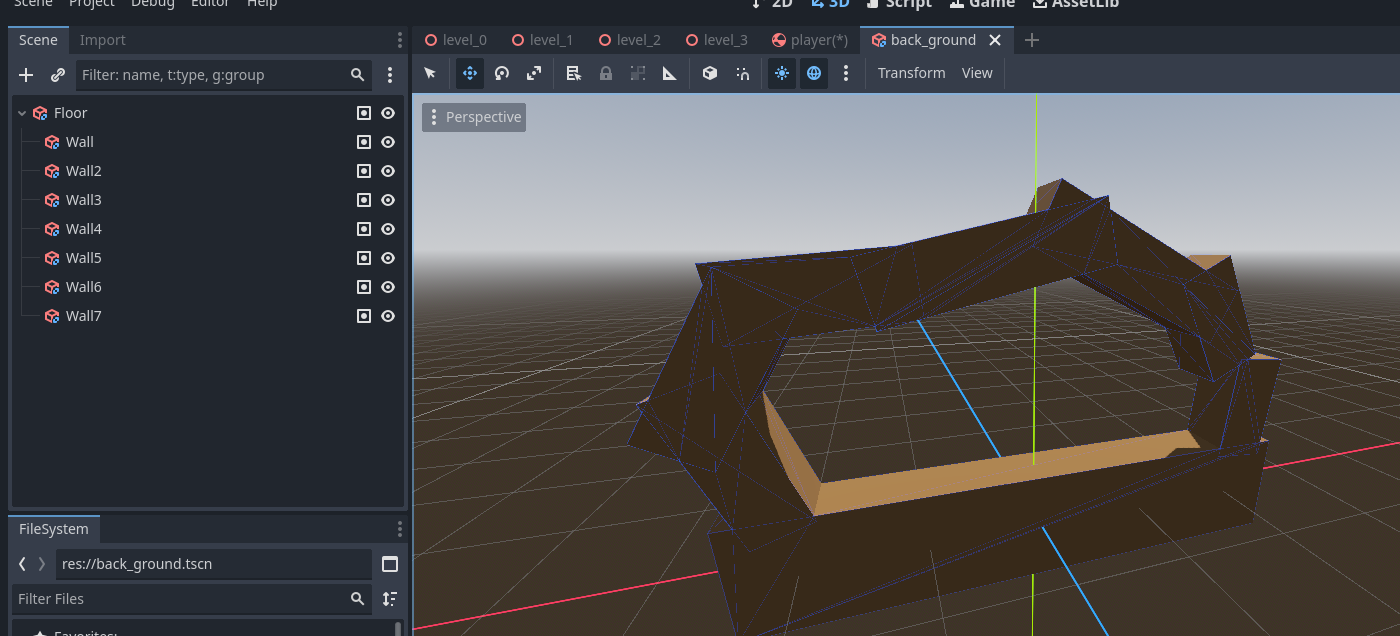 Scene Project Debug Editor Help
2D 3D Script Game AssetLib
Scene Import
level_0 level_1 level_2 level_3 player(*) back_ground
Filter: name, t:type, g:group
Transform View
Perspective
Floor
Wall
Wall2
Wall3
Wall4
Wall5
Wall6
Wall7
FileSystem
res://back_ground.tscn
Filter Files
Favorites: